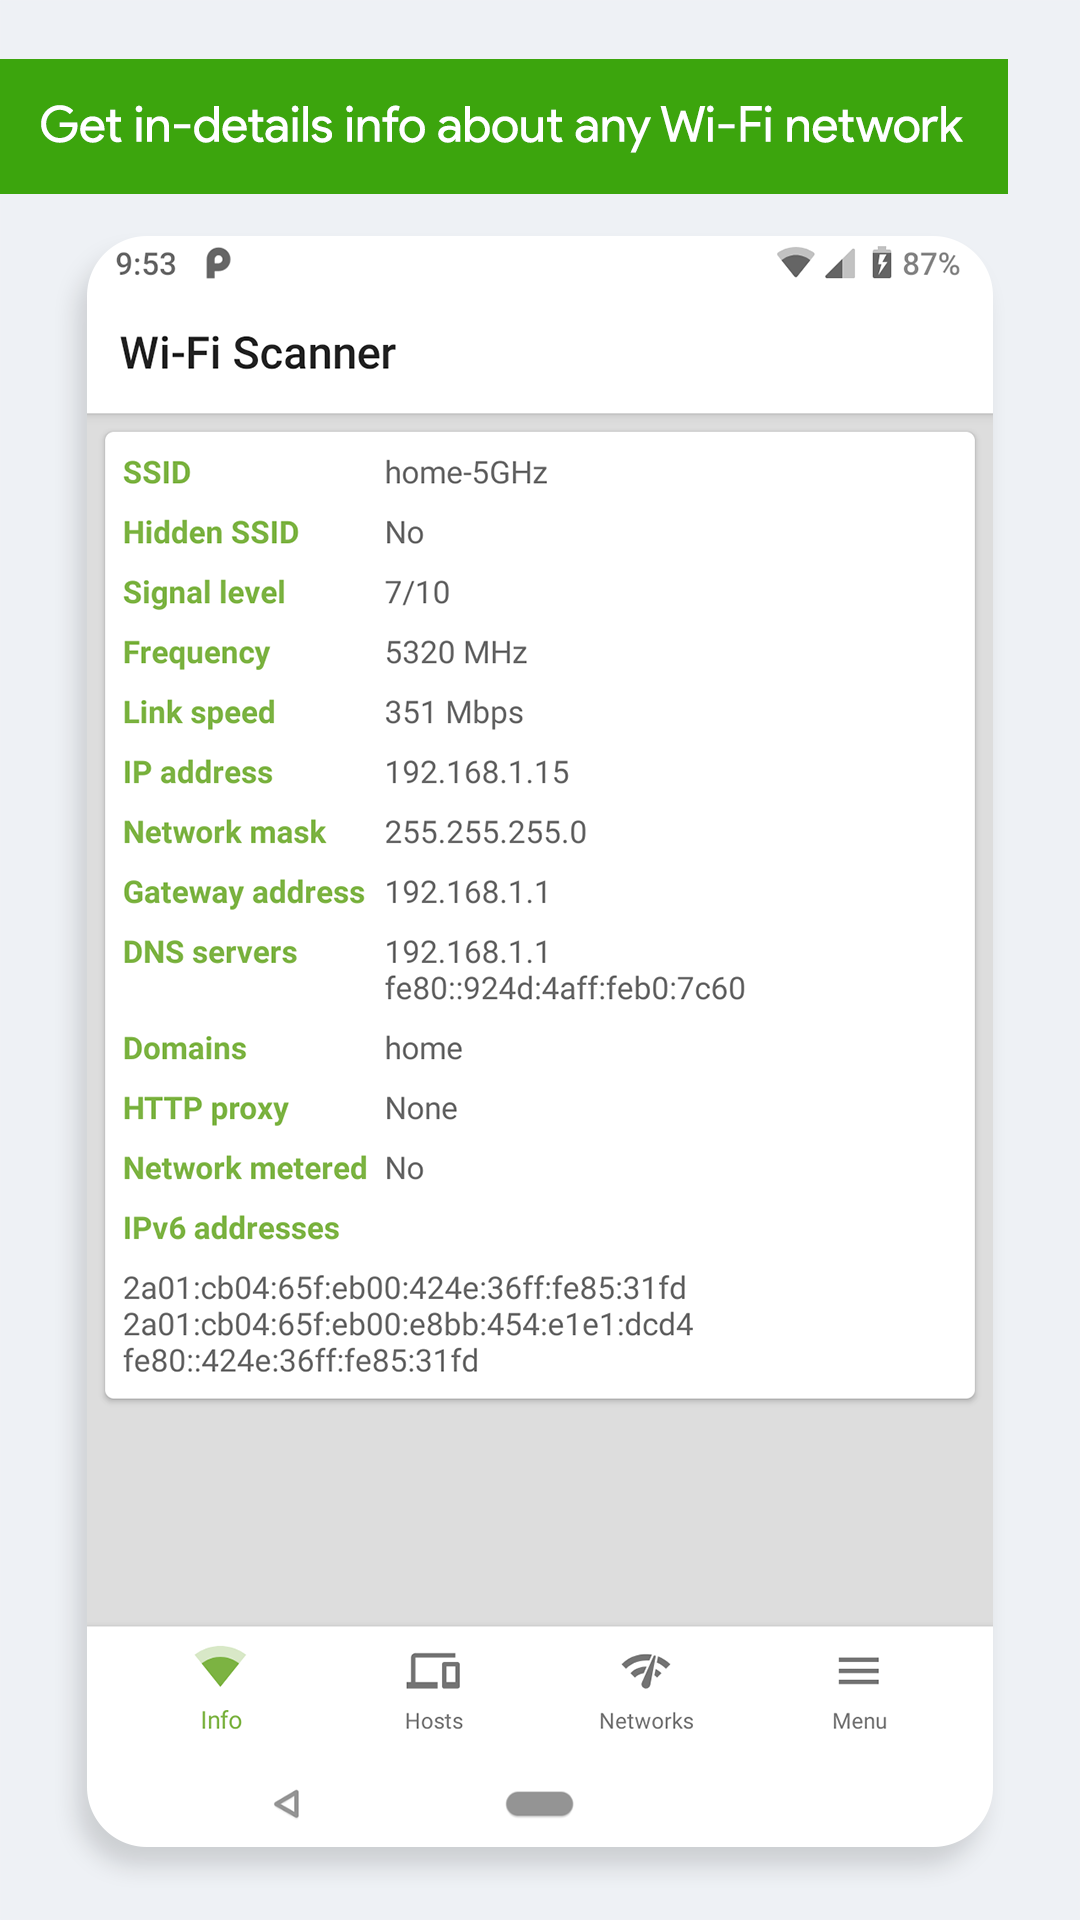 Get in-details info about any Wi-Fi network
9:53 87%
Wi-Fi Scanner
SSID home-5GHz
Hidden SSID No
Signal level 7/10
Frequency 5320 MHz
Link speed 351 Mbps
IP address 192.168.1.15
Network mask 255.255.255.0
Gateway address 192.168.1.1
DNS servers 192.168.1.1
fe80::924d:4aff:feb0:7c60
Domains home
HTTP proxy None
Network metered No
IPv6 addresses
2a01:cb04:65f:eb00:424e:36ff:fe85:31fd
2a01:cb04:65f:eb00:e8bb:454:e1e1:dcd4
fe80::424e:36ff:fe85:31fd
Info Hosts Networks Menu